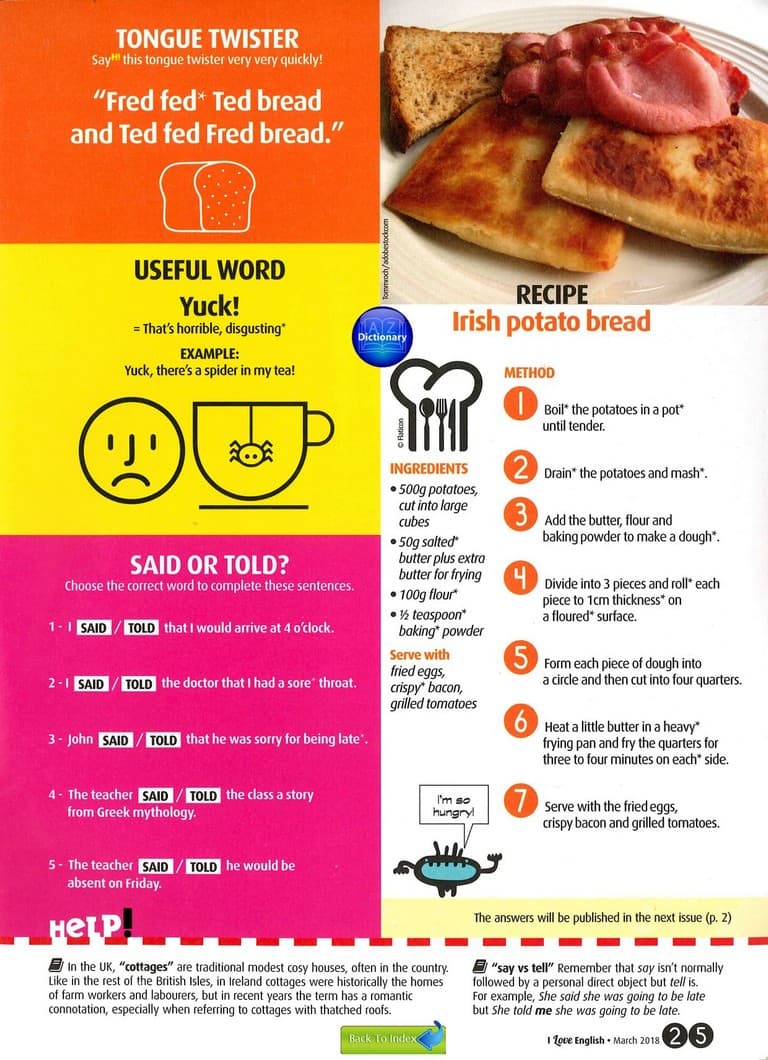 TONGUE TWISTER
Say^H! this tongue twister very very quickly!
“Fred fed* Ted bread
and Ted fed Fred bread.”
USEFUL WORD
Yuck!
= That’s horrible, disgusting*
EXAMPLE:
Yuck, there’s a spider in my tea!
SAID OR TOLD?
Choose the correct word to complete these sentences.
1 - I SAID / TOLD that I would arrive at 4 o’clock.
2 - I SAID / TOLD the doctor that I had a sore* throat.
3 - John SAID / TOLD that he was sorry for being late*.
4 - The teacher SAID / TOLD the class a story
from Greek mythology.
5 - The teacher SAID / TOLD he would be
absent on Friday.
Tommroch/adobestockcom
RECIPE
Irish potato bread
A Z
Dictionary
© Flaticon
INGREDIENTS
• 500g potatoes,
cut into large
cubes
• 50g salted*
butter plus extra
butter for frying
• 100g flour*
• ½ teaspoon*
baking* powder
Serve with
fried eggs,
crispy* bacon,
grilled tomatoes
METHOD
1 Boil* the potatoes in a pot*
until tender.
2 Drain* the potatoes and mash*.
3 Add the butter, flour and
baking powder to make a dough*.
4 Divide into 3 pieces and roll* each
piece to 1cm thickness* on
a floured* surface.
5 Form each piece of dough into
a circle and then cut into four quarters.
6 Heat a little butter in a heavy*
frying pan and fry the quarters for
three to four minutes on each* side.
7 Serve with the fried eggs,
crispy bacon and grilled tomatoes.
I'm so
hungry!
The answers will be published in the next issue (p. 2)
HELP!
In the UK, “cottages” are traditional modest cosy houses, often in the country.
Like in the rest of the British Isles, in Ireland cottages were historically the homes
of farm workers and labourers, but in recent years the term has a romantic
connotation, especially when referring to cottages with thatched roofs.
“say vs tell” Remember that say isn’t normally
followed by a personal direct object but tell is.
For example, She said she was going to be late
but She told me she was going to be late.
Back To Index
I Love English • March 2018 25